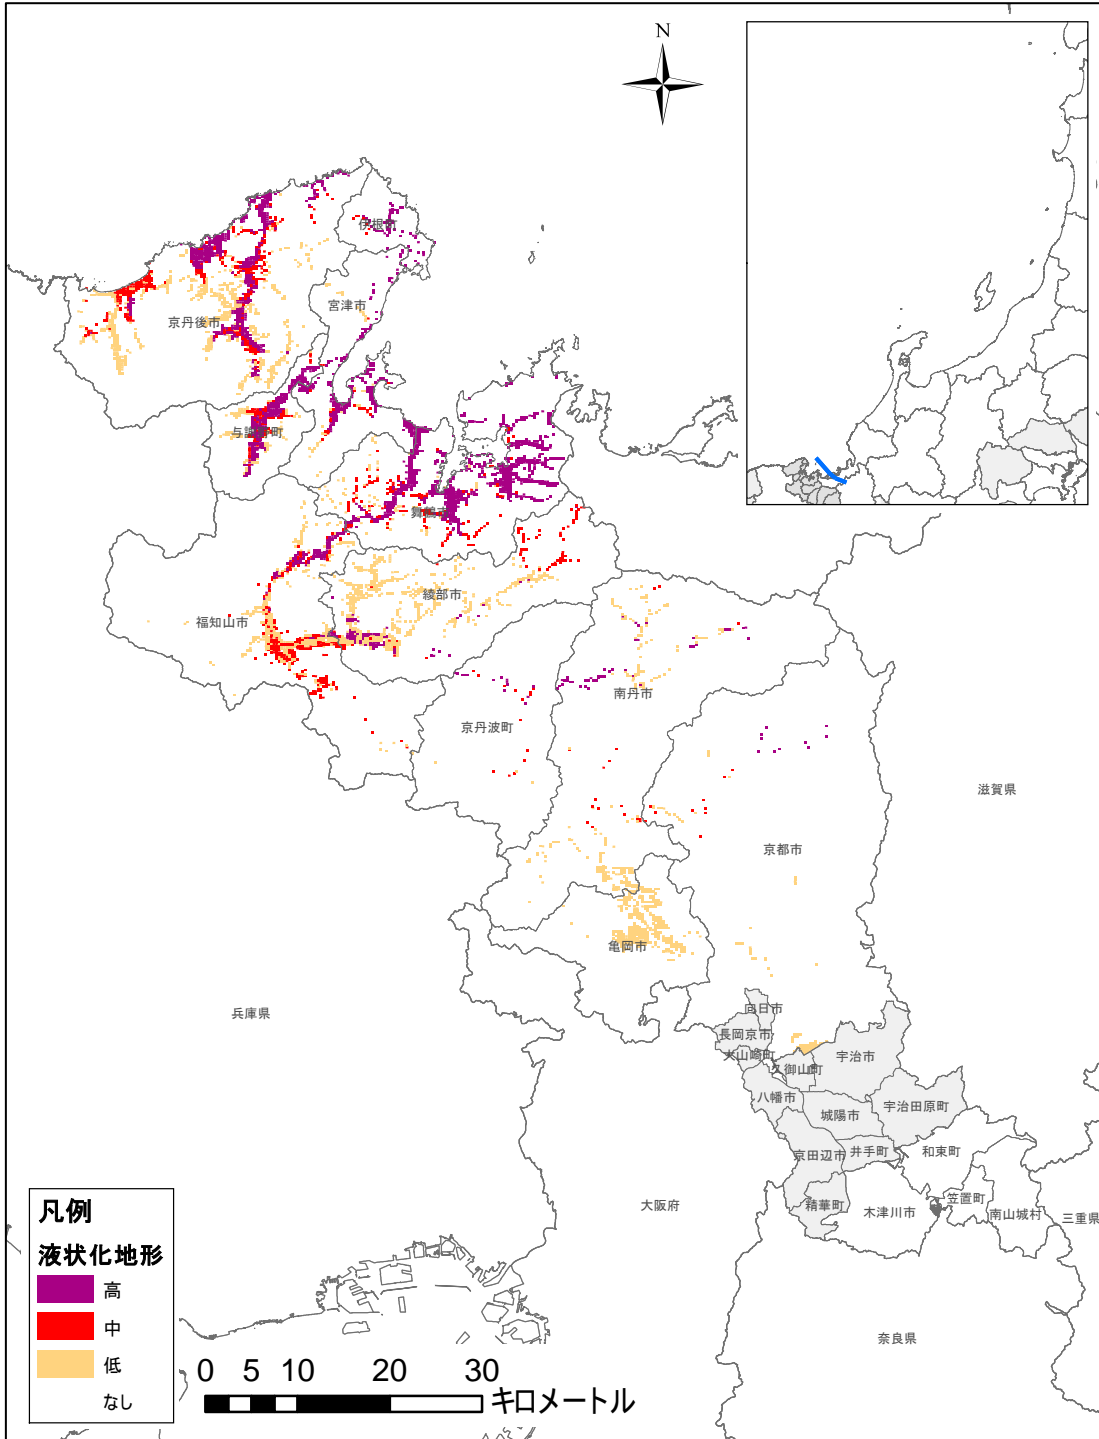 N
伊根町
宮津市
京丹後市
与謝野町
舞鶴市
綾部市
福知山市
南丹市
京丹波町
滋賀県
京都市
亀岡市
兵庫県
向日市
長岡京市
大山崎町
久御山町
宇治市
八幡市
城陽市
宇治田原町
京田辺市
井手町
和束町
精華町
木津川市
笠置町
南山城村
三重県
大阪府
奈良県
凡例
液状化地形
高
中
低
なし
0 5 10 20 30
キロメートル